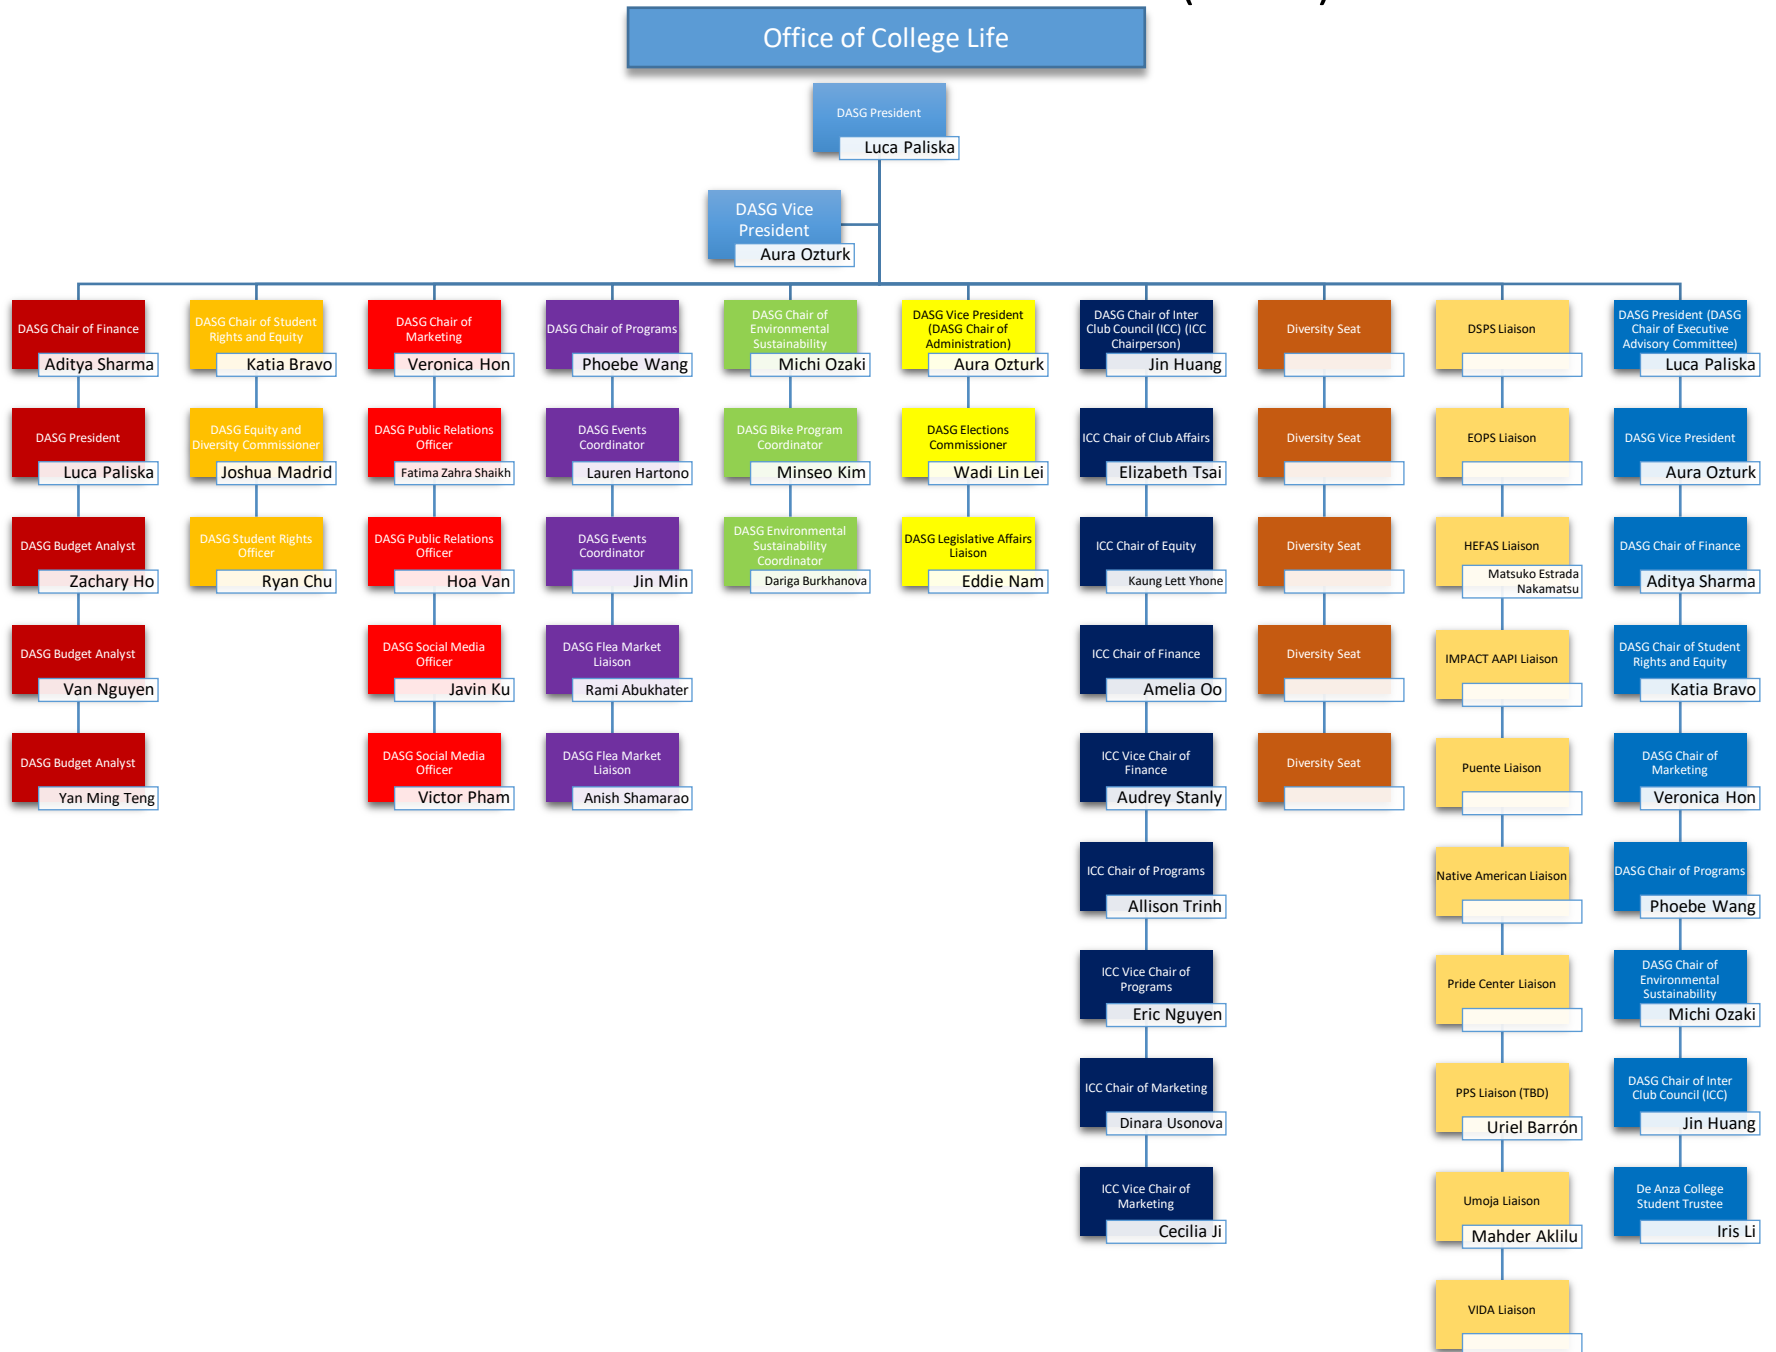 Office of College Life
DASG President
Luca Paliska
DASG Vice
President
Aura Ozturk
DASG Chair of Finance
Aditya Sharma
DASG President
Luca Paliska
DASG Budget Analyst
Zachary Ho
DASG Budget Analyst
Van Nguyen
DASG Budget Analyst
Yan Ming Teng
DASG Chair of Student
Rights and Equity
Katia Bravo
DASG Equity and
Diversity Commissioner
Joshua Madrid
DASG Student Rights
Officer
Ryan Chu
DASG Chair of
Marketing
Veronica Hon
DASG Public Relations
Officer
Fatima Zahra Shaikh
DASG Public Relations
Officer
Hoa Van
DASG Social Media
Officer
Javin Ku
DASG Social Media
Officer
Victor Pham
DASG Chair of Programs
Phoebe Wang
DASG Events
Coordinator
Lauren Hartono
DASG Events
Coordinator
Jin Min
DASG Flea Market
Liaison
Rami Abukhater
DASG Flea Market
Liaison
Anish Shamarao
DASG Chair of
Environmental
Sustainability
Michi Ozaki
DASG Bike Program
Coordinator
Minseo Kim
DASG Environmental
Sustainability
Coordinator
Dariga Burkhanova
DASG Vice President
(DASG Chair of
Administration)
Aura Ozturk
DASG Elections
Commissioner
Wadi Lin Lei
DASG Legislative Affairs
Liaison
Eddie Nam
DASG Chair of Inter
Club Council (ICC) (ICC
Chairperson)
Jin Huang
ICC Chair of Club Affairs
Elizabeth Tsai
ICC Chair of Equity
Kaung Lett Yhone
ICC Chair of Finance
Amelia Oo
ICC Vice Chair of
Finance
Audrey Stanly
ICC Chair of Programs
Allison Trinh
ICC Vice Chair of
Programs
Eric Nguyen
ICC Chair of Marketing
Dinara Usonova
ICC Vice Chair of
Marketing
Cecilia Ji
Diversity Seat
Diversity Seat
Diversity Seat
Diversity Seat
Diversity Seat
DSPS Liaison
EOPS Liaison
HEFAS Liaison
Matsuko Estrada
Nakamatsu
IMPACT AAPI Liaison
Puente Liaison
Native American Liaison
Pride Center Liaison
PPS Liaison (TBD)
Uriel Barrón
Umoja Liaison
Mahder Aklilu
VIDA Liaison
DASG President (DASG
Chair of Executive
Advisory Committee)
Luca Paliska
DASG Vice President
Aura Ozturk
DASG Chair of Finance
Aditya Sharma
DASG Chair of Student
Rights and Equity
Katia Bravo
DASG Chair of
Marketing
Veronica Hon
DASG Chair of Programs
Phoebe Wang
DASG Chair of
Environmental
Sustainability
Michi Ozaki
DASG Chair of Inter
Club Council (ICC)
Jin Huang
De Anza College
Student Trustee
Iris Li